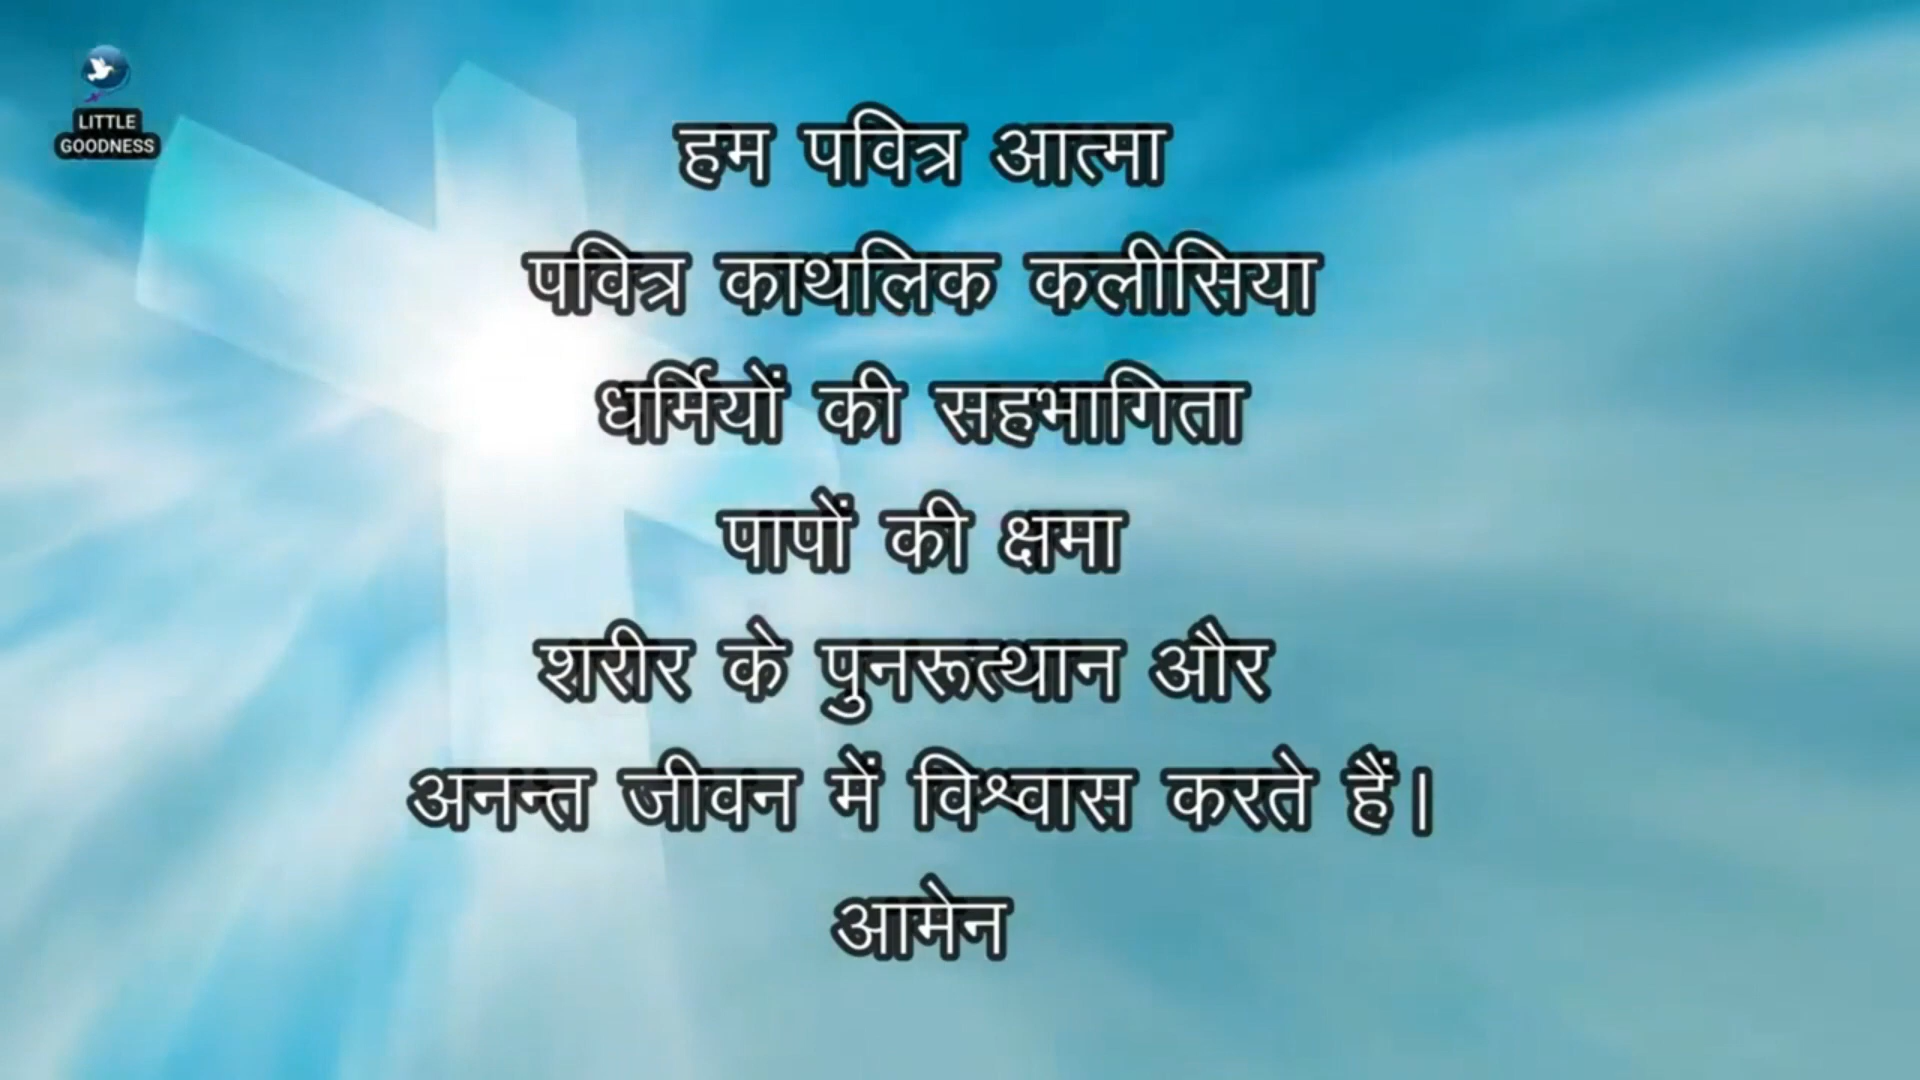 LITTLE
GOODNESS
हम पवित्र आत्मा
पवित्र काथलिक कलीसिया
धर्मियों की सहभागिता
पापों की क्षमा
शरीर के पुनरूत्थान और
अनन्त जीवन में विश्वास करते हैं।
आमेन